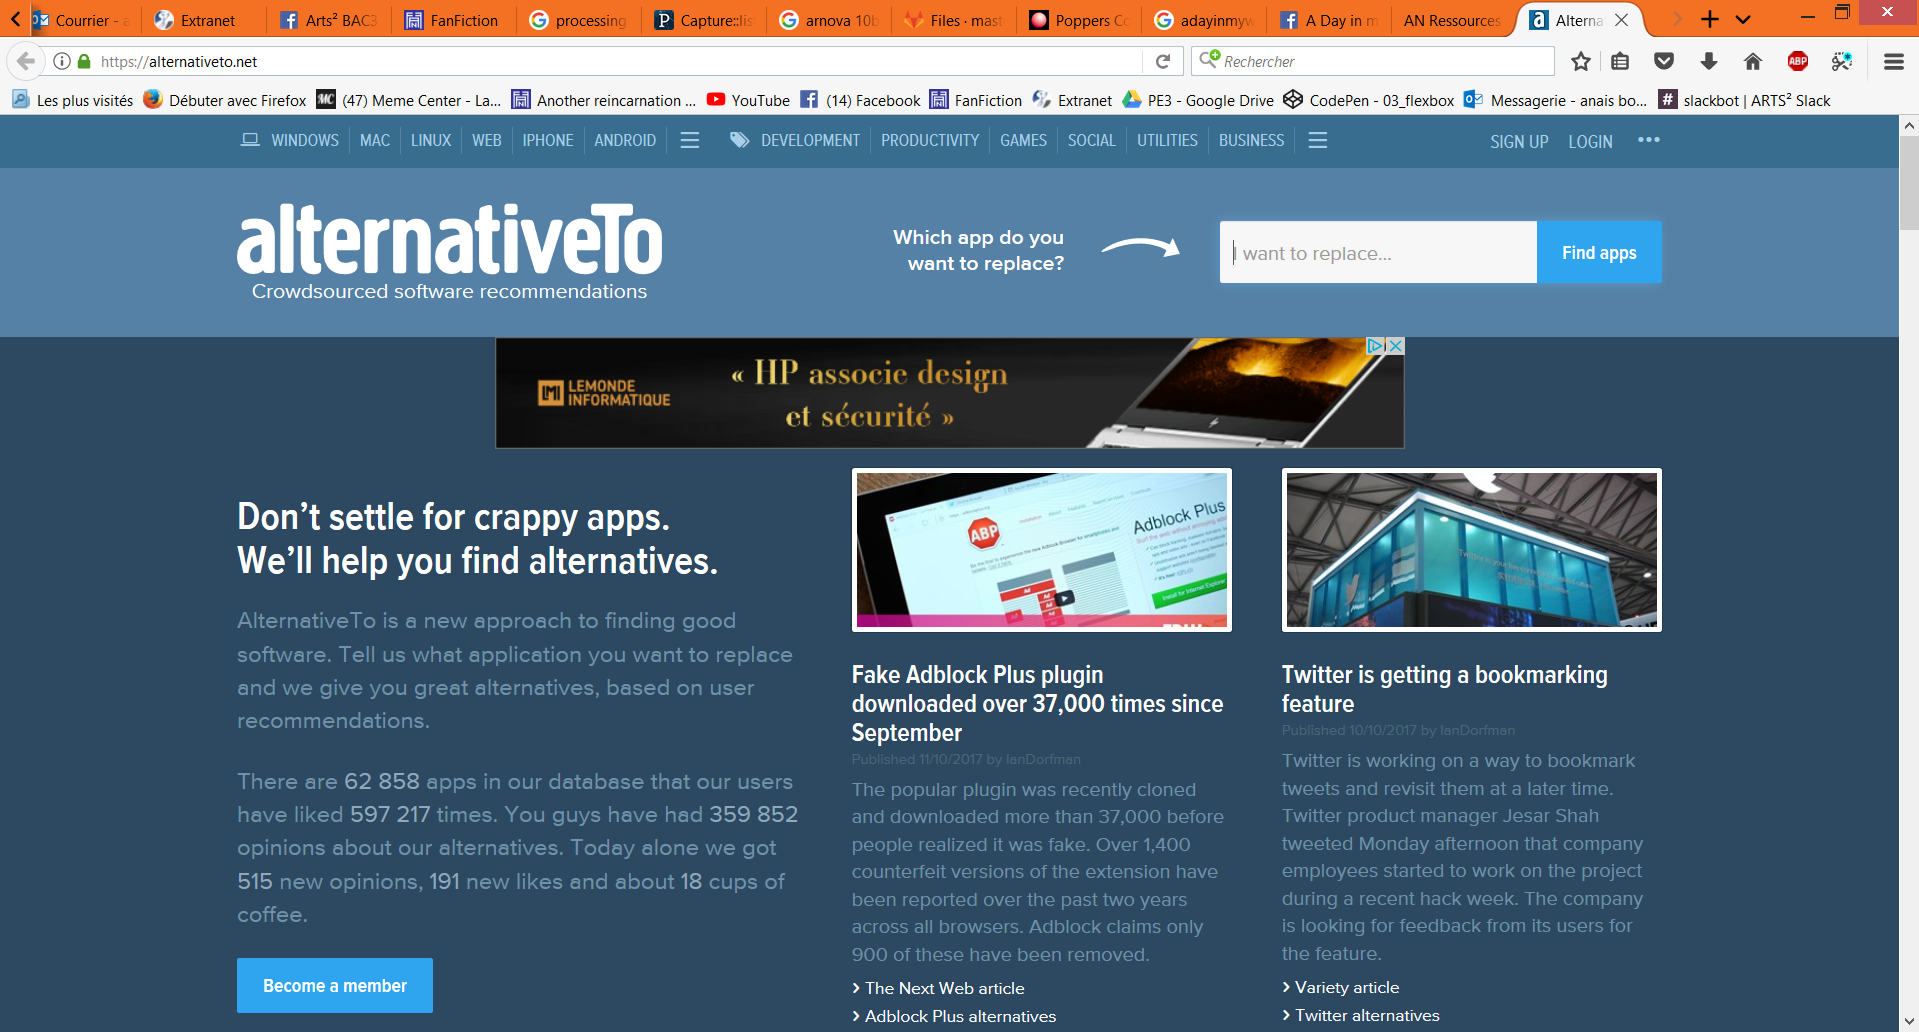 Courrier - a
Extranet
Arts² BAC3
FanFiction
processing
Capture::lis
arnova 10b
Files · mast
Poppers Co
adayinmyw
A Day in m
AN Ressources
Alterna
https://alternativeto.net
Rechercher
ABP
Les plus visités
Débuter avec Firefox
MC
(47) Meme Center - La...
Another reincarnation ...
YouTube
(14) Facebook
FanFiction
Extranet
PE3 - Google Drive
CodePen - 03_flexbox
Messagerie - anais bo...
slackbot | ARTS² Slack
WINDOWS
MAC
LINUX
WEB
IPHONE
ANDROID
DEVELOPMENT
PRODUCTIVITY
GAMES
SOCIAL
UTILITIES
BUSINESS
SIGN UP
LOGIN
alternativeTo
Crowdsourced software recommendations
Which app do you
want to replace?
I want to replace...
Find apps
LMI
LEMONDE
INFORMATIQUE
« HP associe design
et sécurité »
Don't settle for crappy apps.
We'll help you find alternatives.
AlternativeTo is a new approach to finding good
software. Tell us what application you want to replace
and we give you great alternatives, based on user
recommendations.
There are 62 858 apps in our database that our users
have liked 597 217 times. You guys have had 359 852
opinions about our alternatives. Today alone we got
515 new opinions, 191 new likes and about 18 cups of
coffee.
Become a member
ABP
Adblock Plus
Install for Internet Explorer
Fake Adblock Plus plugin
downloaded over 37,000 times since
September
Published 11/10/2017 by IanDorfman
The popular plugin was recently cloned
and downloaded more than 37,000 before
people realized it was fake. Over 1,400
counterfeit versions of the extension have
been reported over the past two years
across all browsers. Adblock claims only
900 of these have been removed.
The Next Web article
Adblock Plus alternatives
Twitter is getting a bookmarking
feature
Published 10/10/2017 by IanDorfman
Twitter is working on a way to bookmark
tweets and revisit them at a later time.
Twitter product manager Jesar Shah
tweeted Monday afternoon that company
employees started to work on the project
during a recent hack week. The company
is looking for feedback from its users for
the feature.
Variety article
Twitter alternatives